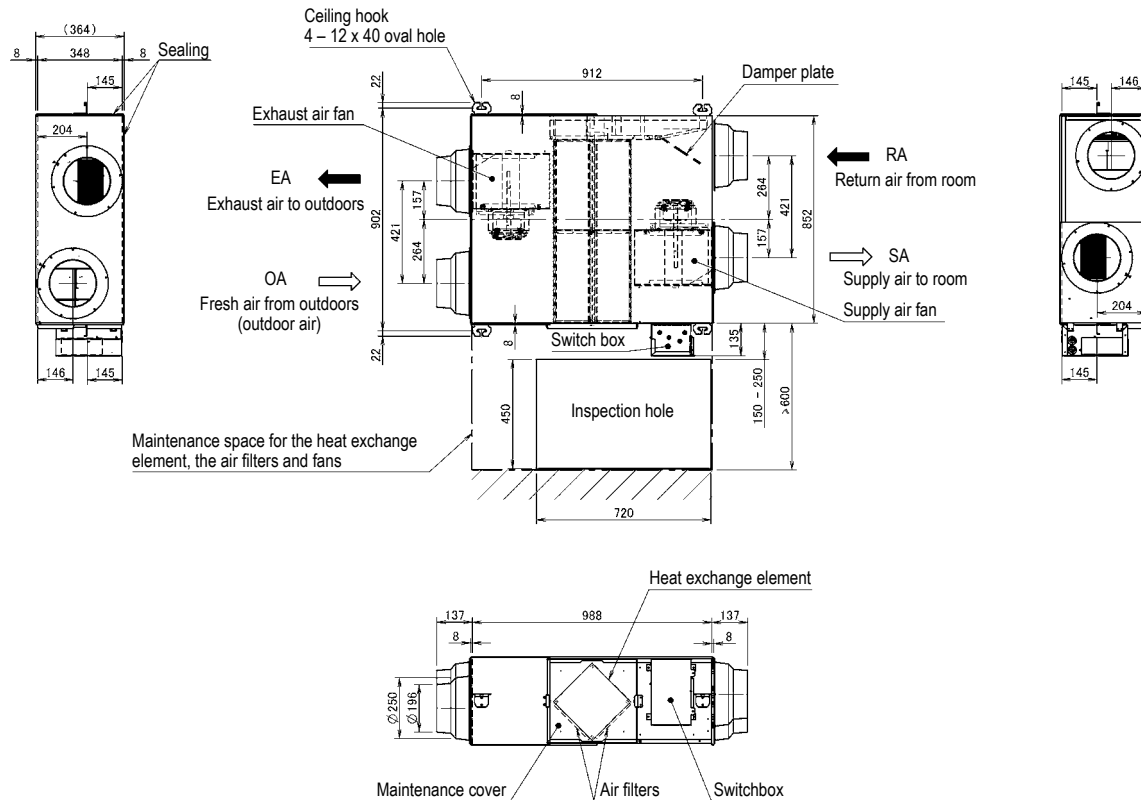 Ceiling hook
4 – 12 x 40 oval hole
(364)
8
348
8
Sealing
145
204
146
145
22
912
8
Damper plate
Exhaust air fan
EA
Exhaust air to outdoors
RA
Return air from room
902
421
157
264
264
421
157
852
OA
Fresh air from outdoors
(outdoor air)
SA
Supply air to room
Supply air fan
22
8
Switch box
135
150 – 250
≥600
450
Inspection hole
Maintenance space for the heat exchange
element, the air filters and fans
720
145
146
204
145
Heat exchange element
137
988
137
8
8
∅250
∅196
Maintenance cover
Air filters
Switchbox